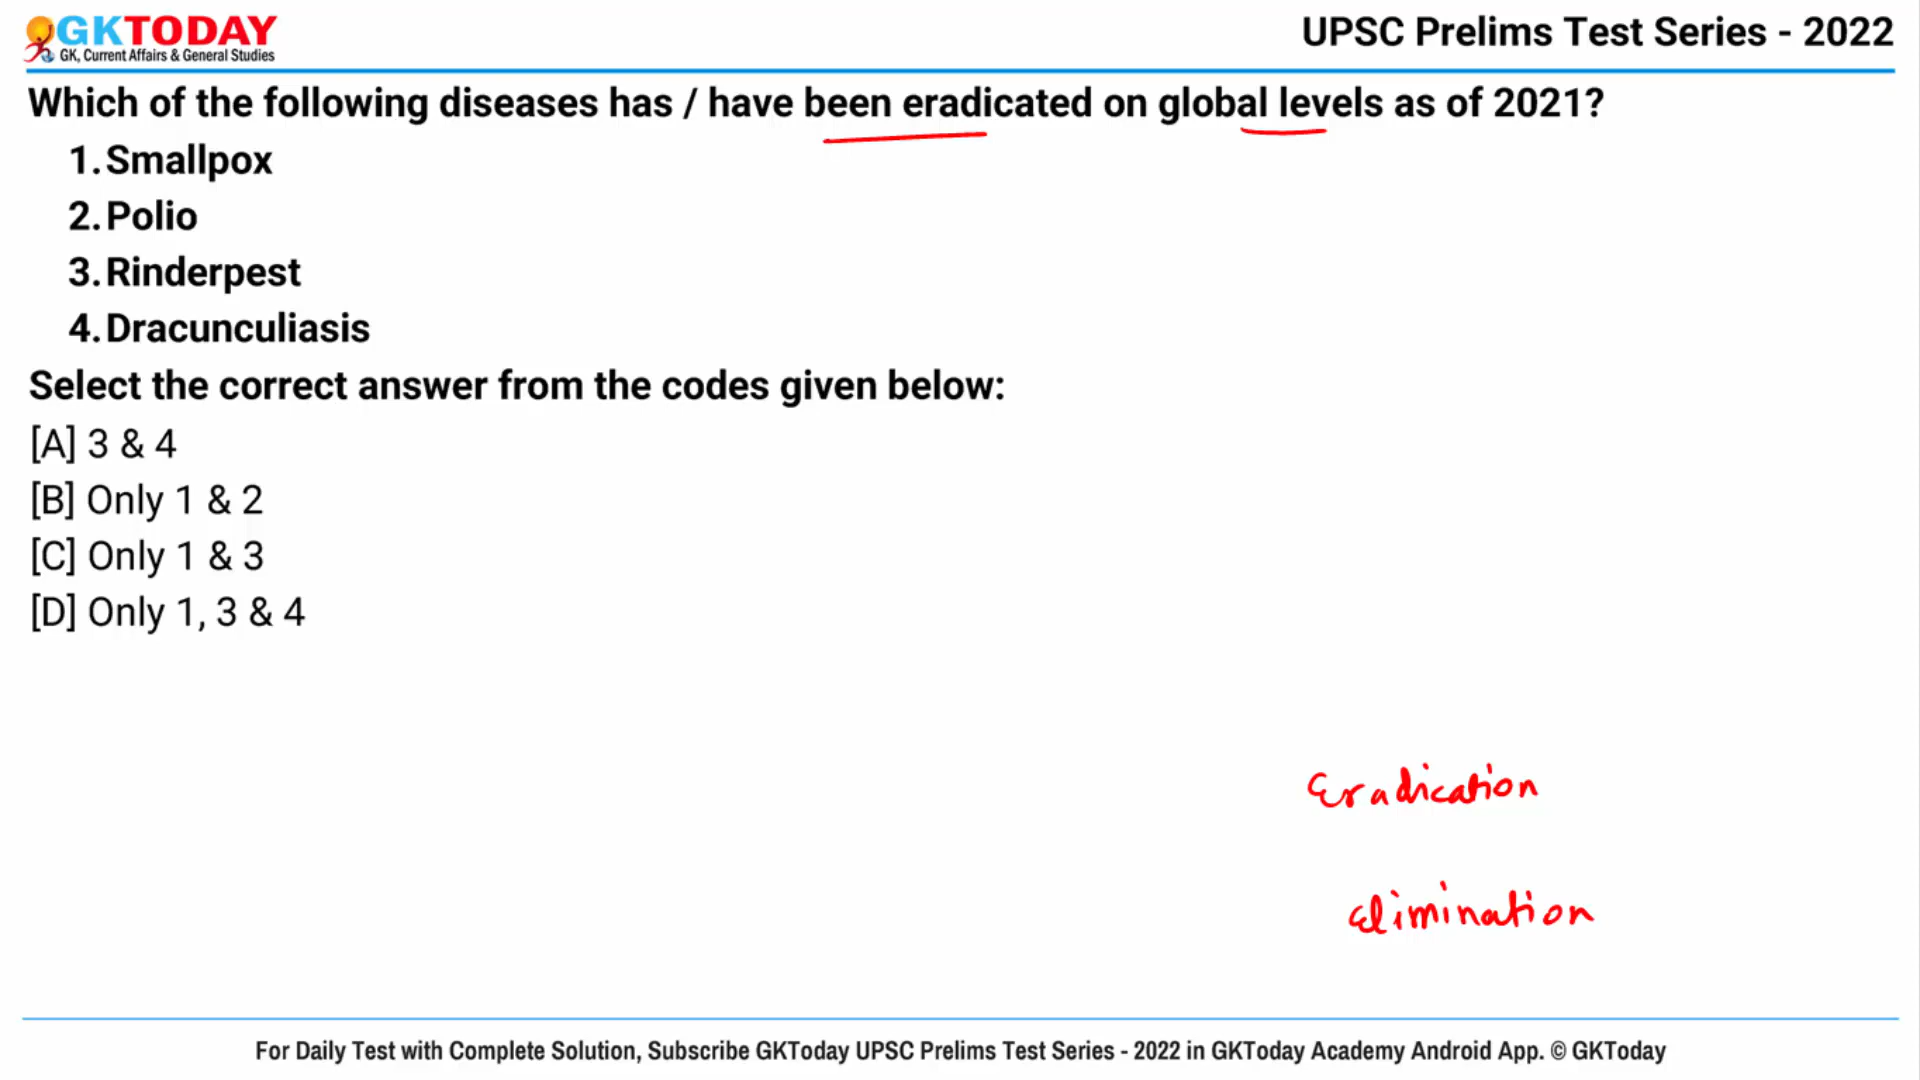 GKTODAY
GK, Current Affairs & General Studies
UPSC Prelims Test Series - 2022
Which of the following diseases has / have been eradicated on global levels as of 2021?
1. Smallpox
2. Polio
3. Rinderpest
4. Dracunculiasis
Select the correct answer from the codes given below:
[A] 3 & 4
[B] Only 1 & 2
[C] Only 1 & 3
[D] Only 1, 3 & 4
Eradication
Elimination
For Daily Test with Complete Solution, Subscribe GKToday UPSC Prelims Test Series - 2022 in GKToday Academy Android App. © GKToday